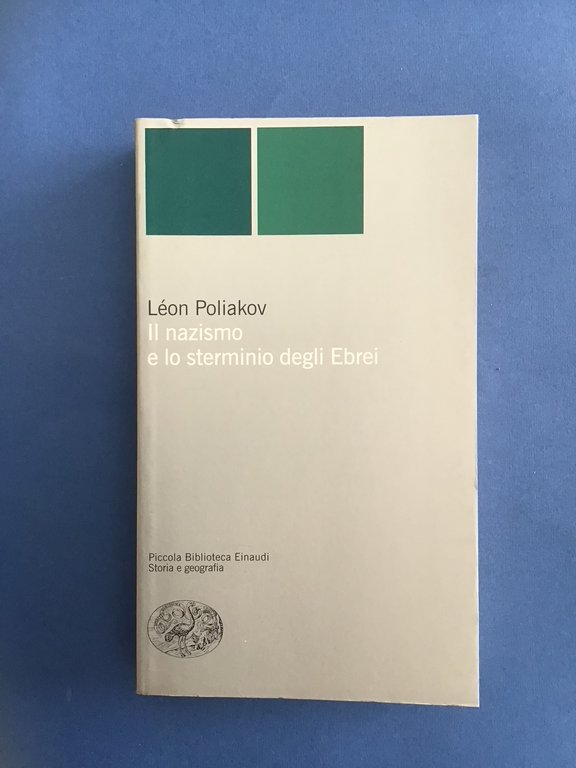 Léon Poliakov
Il nazismo
e lo sterminio degli Ebrei
Piccola Biblioteca Einaudi
Storia e geografia